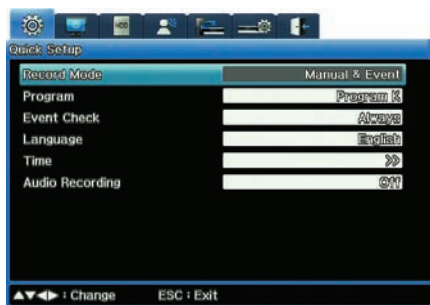 HDD
Quick Setup
Record Mode Manual & Event
Program Program K
Event Check Always
Language English
Time >>
Audio Recording Off
▲▼◀▶ : Change ESC : Exit